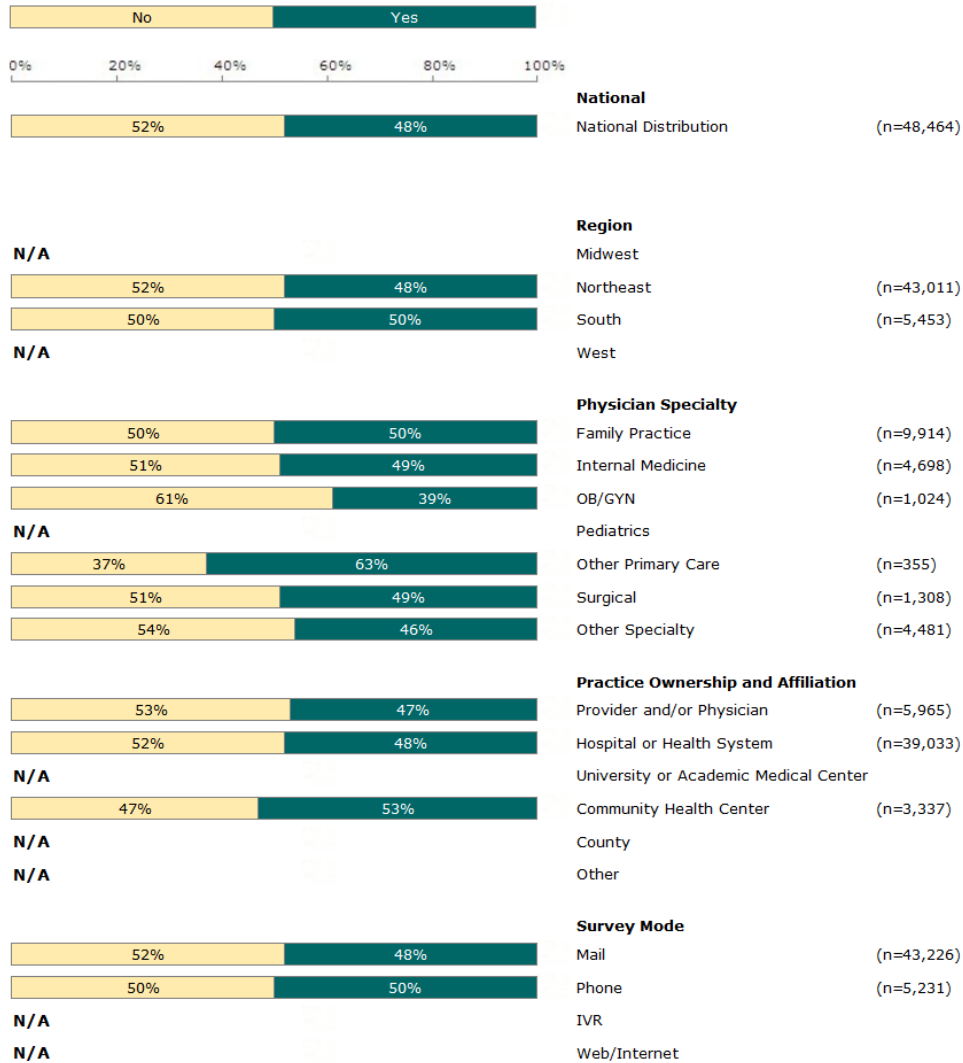 No Yes
0% 20% 40% 60% 80% 100%
National
52% 48% National Distribution (n=48,464)
Region
N/A Midwest
52% 48% Northeast (n=43,011)
50% 50% South (n=5,453)
N/A West
Physician Specialty
50% 50% Family Practice (n=9,914)
51% 49% Internal Medicine (n=4,698)
61% 39% OB/GYN (n=1,024)
N/A Pediatrics
37% 63% Other Primary Care (n=355)
51% 49% Surgical (n=1,308)
54% 46% Other Specialty (n=4,481)
Practice Ownership and Affiliation
53% 47% Provider and/or Physician (n=5,965)
52% 48% Hospital or Health System (n=39,033)
N/A University or Academic Medical Center
47% 53% Community Health Center (n=3,337)
N/A County
N/A Other
Survey Mode
52% 48% Mail (n=43,226)
50% 50% Phone (n=5,231)
N/A IVR
N/A Web/Internet